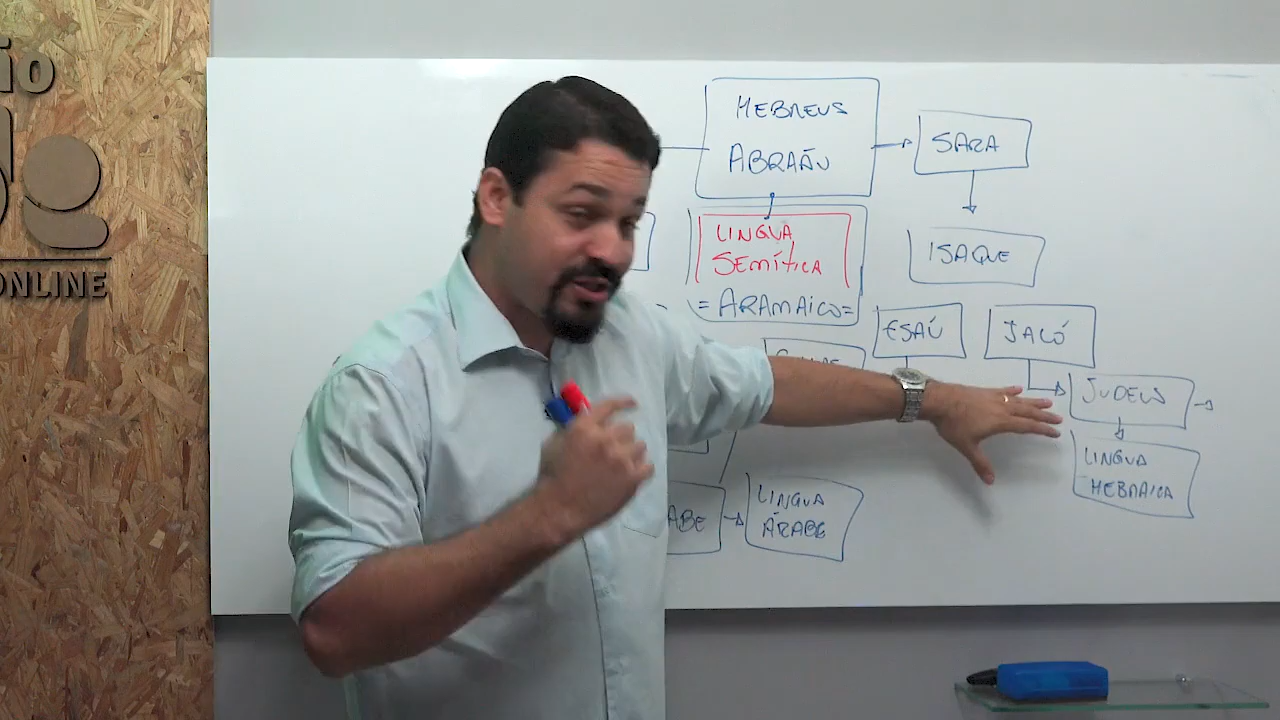 HEBREUS
ABRAÃO
SARA
LINGUA
SEMÍTICA
ISAQUE
=ARAMAICO=
ESAÚ
JACÓ
JUDEUS
LINGUA
HEBRAICA
LINGUA
ÁRABE
ABE
io
ONLINE